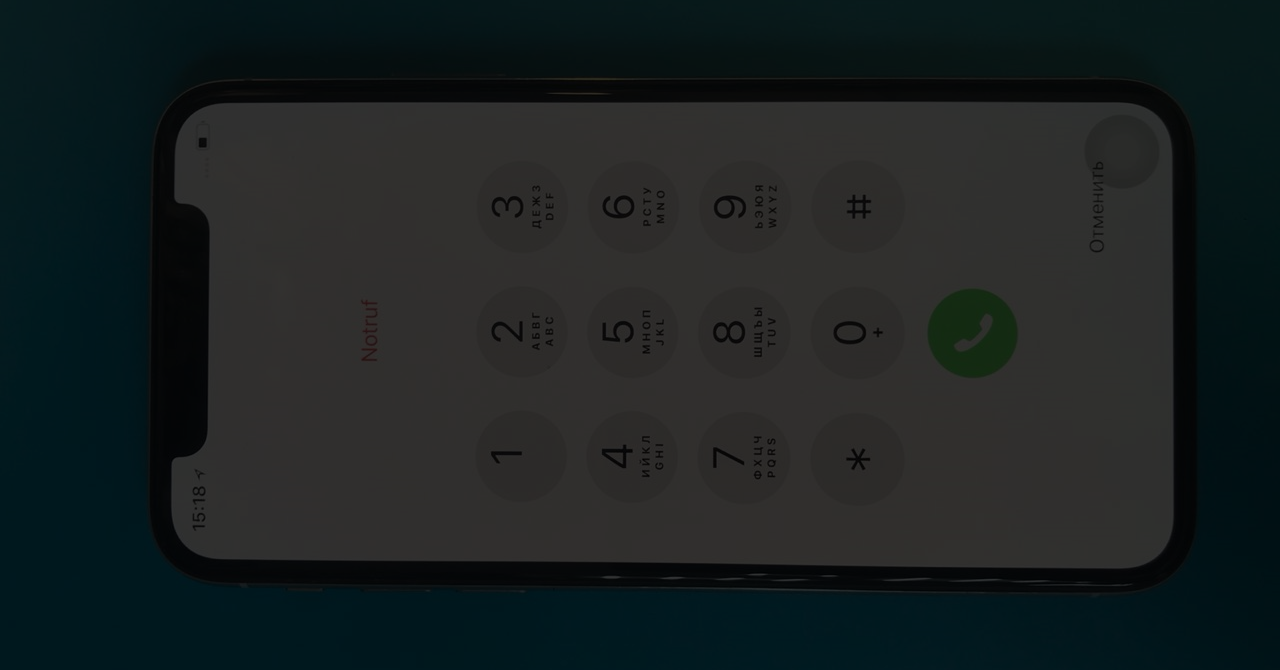 15:18
Notruf
1
2
АБВГ
ABC
3
ДЕЖЗ
DEF
4
ИЙКЛ
GHI
5
МНОП
JKL
6
РСТУ
MNO
7
ФХЦЧ
PQRS
8
ШЩЪЫ
TUV
9
ЬЭЮЯ
WXYZ
*
0
+
#
Отменить